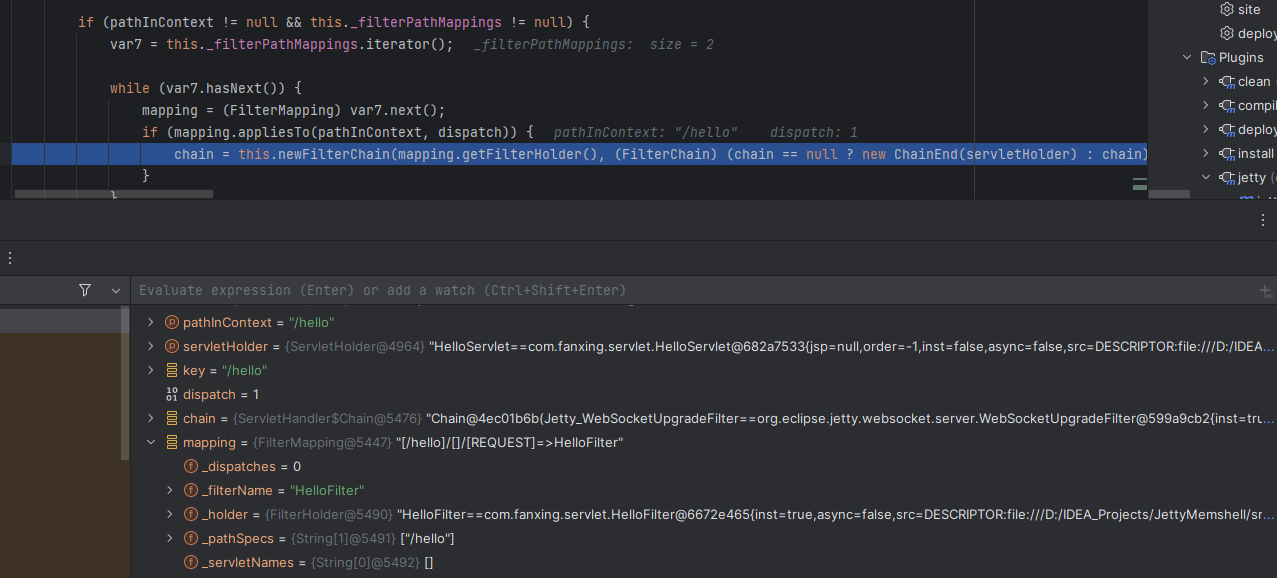 if (pathInContext != null && this._filterPathMappings != null) {
var7 = this._filterPathMappings.iterator(); _filterPathMappings: size = 2
while (var7.hasNext()) {
mapping = (FilterMapping) var7.next();
if (mapping.appliesTo(pathInContext, dispatch)) { pathInContext: "/hello" dispatch: 1
chain = this.newFilterChain(mapping.getFilterHolder(), (FilterChain) (chain == null ? new ChainEnd(servletHolder) : chain)
}
}
site
deploy
Plugins
clean
compil
deploy
install
jetty
Evaluate expression (Enter) or add a watch (Ctrl+Shift+Enter)
pathInContext = "/hello"
servletHolder = {ServletHolder@4964} "HelloServlet==com.fanxing.servlet.HelloServlet@682a7533{jsp=null,order=-1,inst=false,async=false,src=DESCRIPTOR:file:///D:/IDEA...
key = "/hello"
dispatch = 1
chain = {ServletHandler$Chain@5476} "Chain@4ec01b6b(Jetty_WebSocketUpgradeFilter==org.eclipse.jetty.websocket.server.WebSocketUpgradeFilter@599a9cb2{inst=tru...
mapping = {FilterMapping@5447} "[/hello]/[]/[REQUEST]=>HelloFilter"
_dispatches = 0
_filterName = "HelloFilter"
_holder = {FilterHolder@5490} "HelloFilter==com.fanxing.servlet.HelloFilter@6672e465{inst=true,async=false,src=DESCRIPTOR:file:///D:/IDEA_Projects/JettyMemshell/sr...
_pathSpecs = {String[1]@5491} ["/hello"]
_servletNames = {String[0]@5492} []